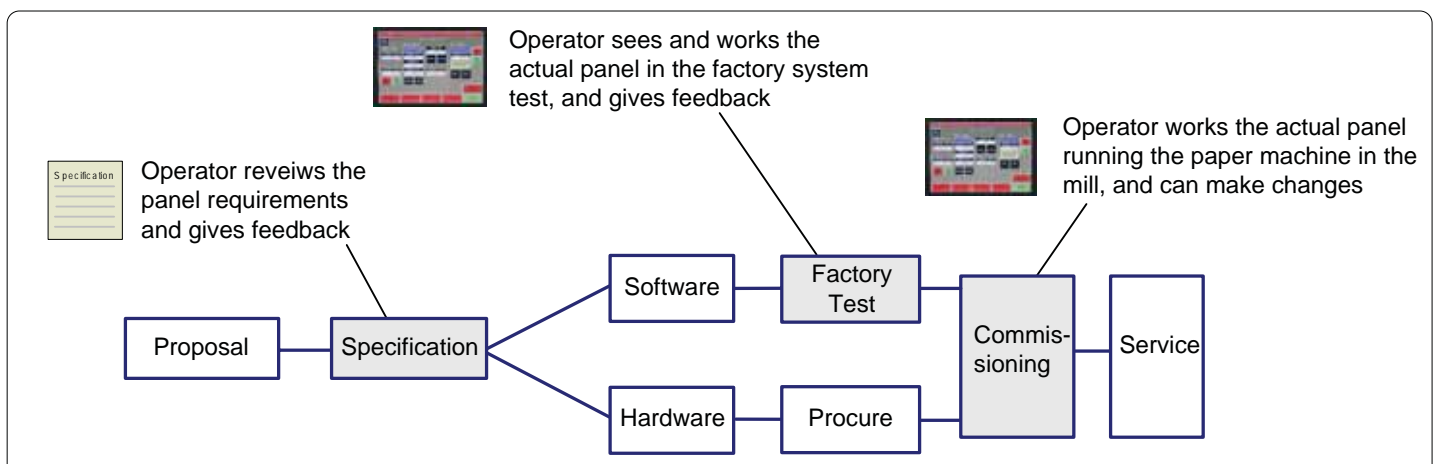 Operator sees and works the
actual panel in the factory system
test, and gives feedback
Operator works the actual panel
running the paper machine in the
mill, and can make changes
Specification
Operator reveiws the
panel requirements
and gives feedback
Proposal
Specification
Software
Factory
Test
Hardware
Procure
Commis-
sioning
Service